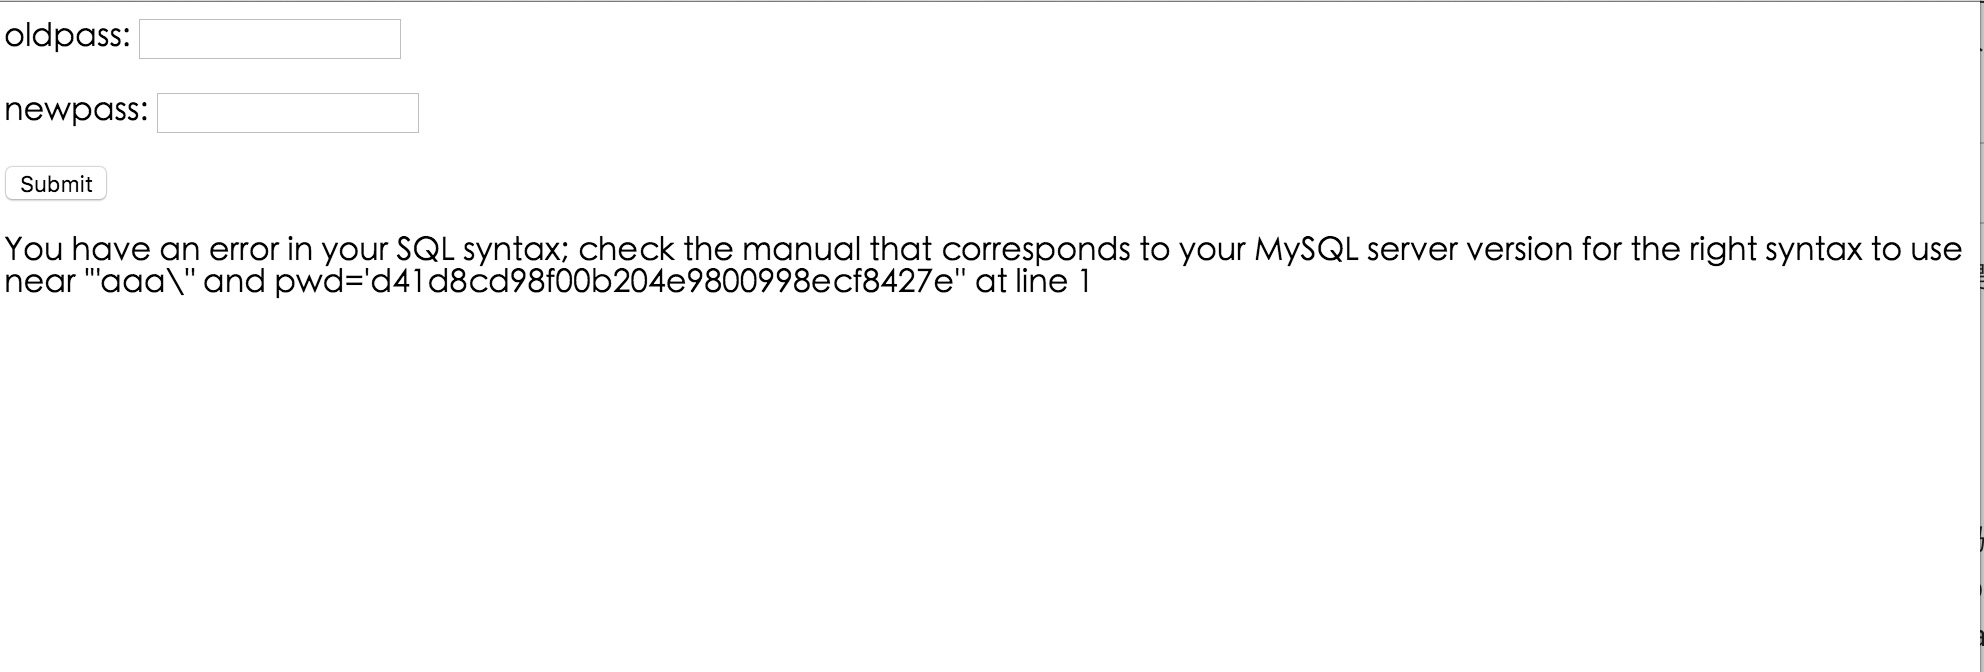 oldpass:
newpass:
Submit
You have an error in your SQL syntax; check the manual that corresponds to your MySQL server version for the right syntax to use
near '"aaa\" and pwd='d41d8cd98f00b204e9800998ecf8427e'' at line 1